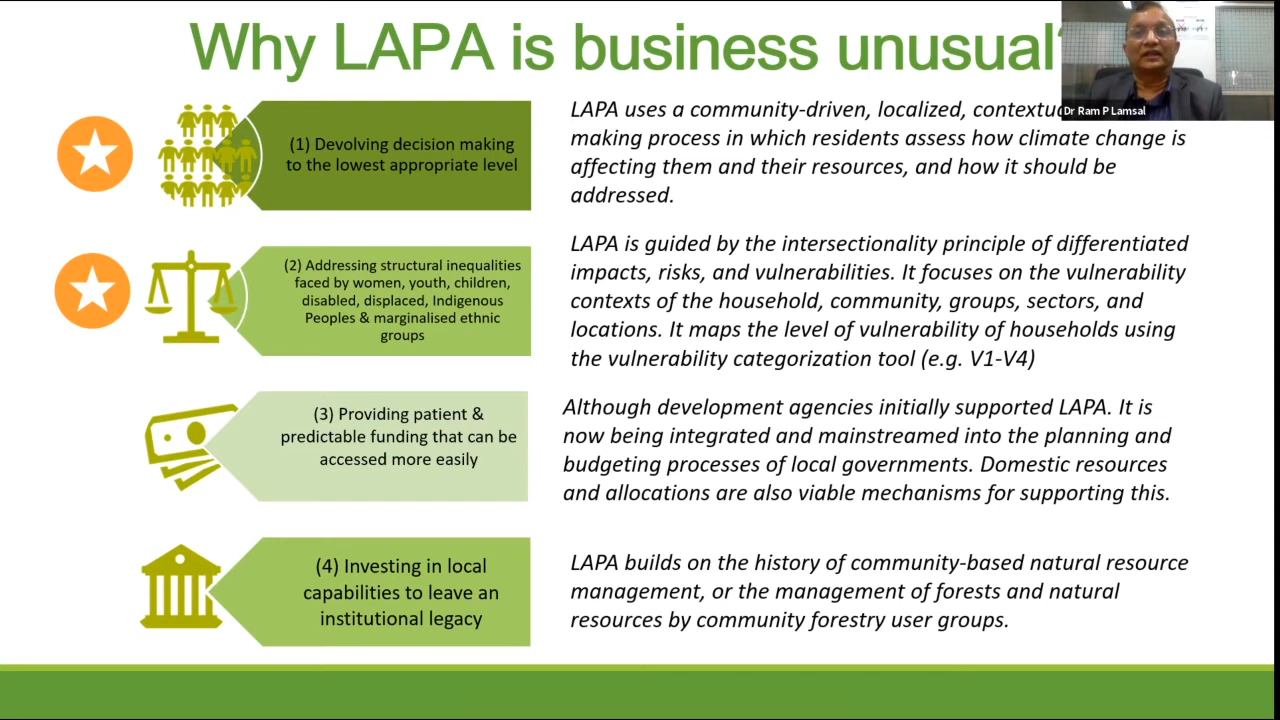 Why LAPA is business unusual
Dr Ram P Lamsal
(1) Devolving decision making
to the lowest appropriate level
LAPA uses a community-driven, localized,
making process in which residents assess how climate change is
affecting them and their resources, and how it should be
addressed.
(2) Addressing structural inequalities
faced by women, youth, children,
disabled, displaced, Indigenous
Peoples & marginalised ethnic
groups
LAPA is guided by the intersectionality principle of differentiated
impacts, risks, and vulnerabilities. It focuses on the vulnerability
contexts of the household, community, groups, sectors, and
locations. It maps the level of vulnerability of households using
the vulnerability categorization tool (e.g. V1-V4)
(3) Providing patient &
predictable funding that can be
accessed more easily
Although development agencies initially supported LAPA. It is
now being integrated and mainstreamed into the planning and
budgeting processes of local governments. Domestic resources
and allocations are also viable mechanisms for supporting this.
(4) Investing in local
capabilities to leave an
institutional legacy
LAPA builds on the history of community-based natural resource
management, or the management of forests and natural
resources by community forestry user groups.